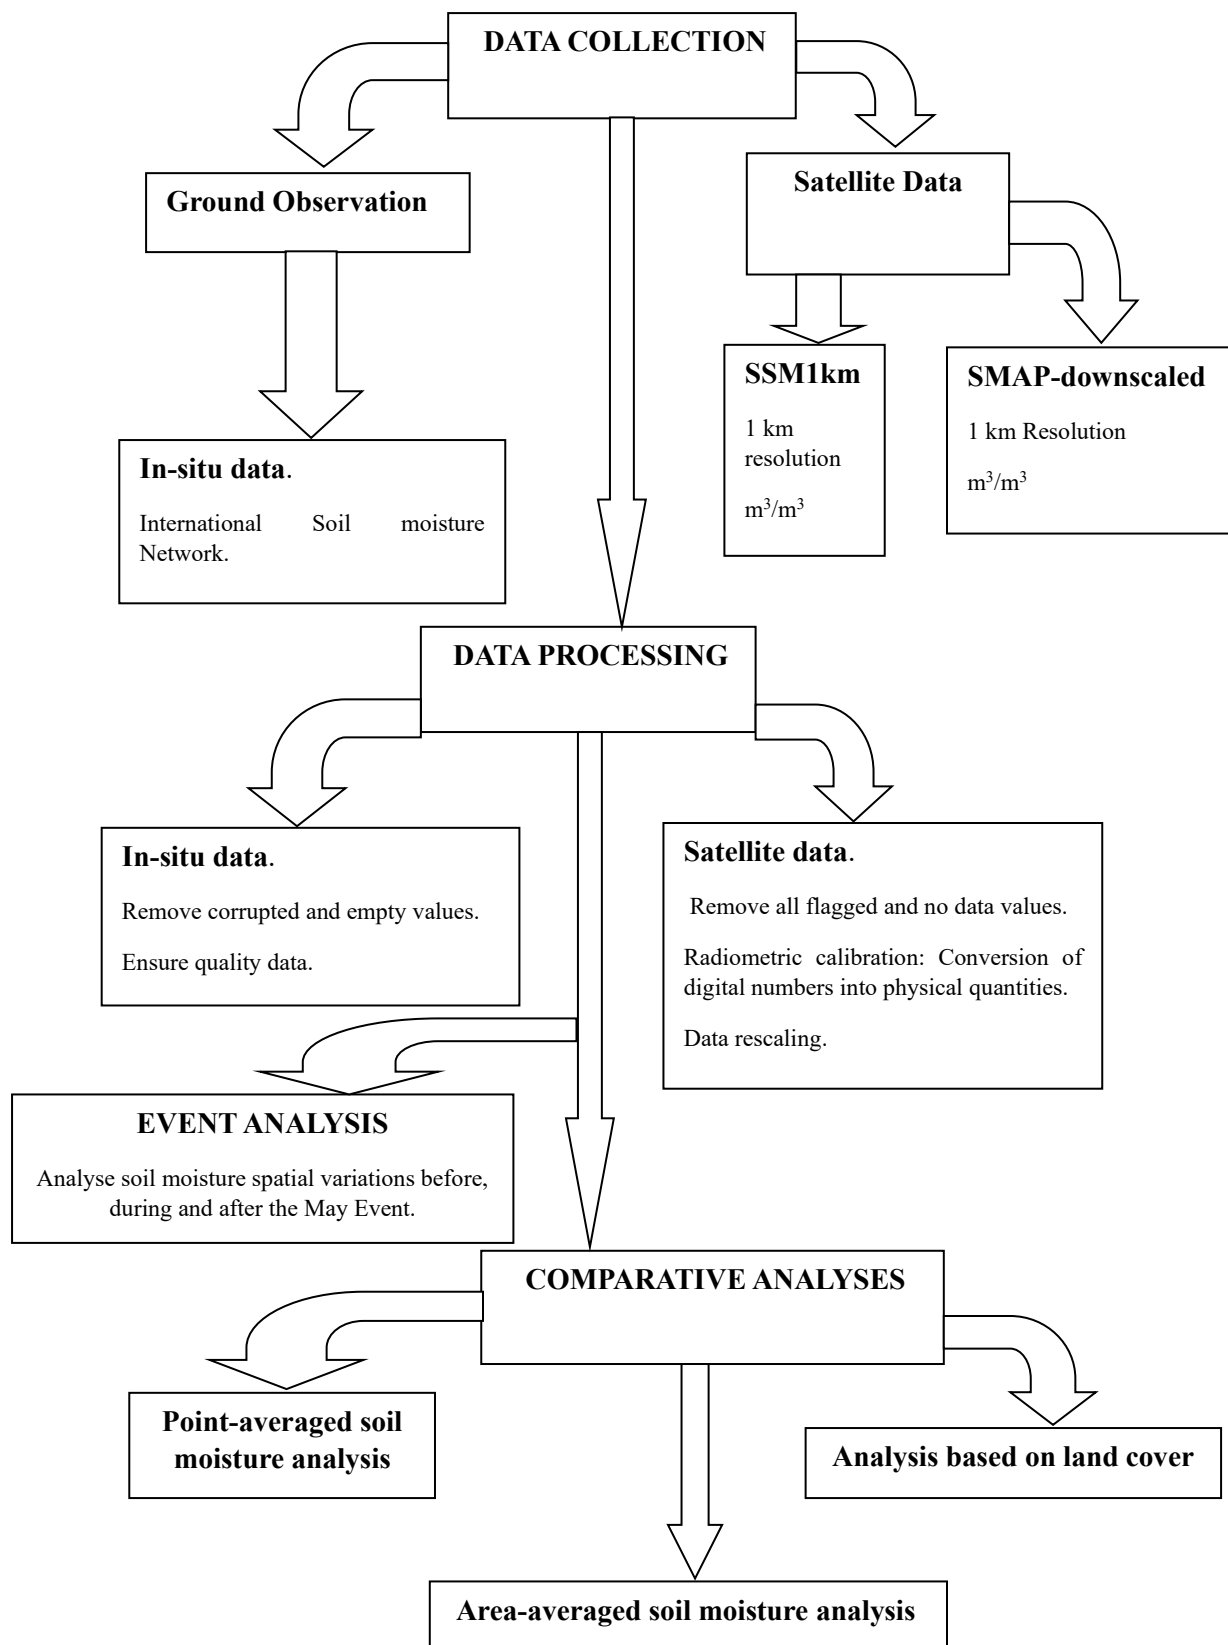 DATA COLLECTION
Ground Observation
Satellite Data
SSM1km
1 km
resolution
m³/m³
SMAP-downscaled
1 km Resolution
m³/m³
In-situ data.
International Soil moisture
Network.
DATA PROCESSING
In-situ data.
Remove corrupted and empty values.
Ensure quality data.
Satellite data.
Remove all flagged and no data values.
Radiometric calibration: Conversion of
digital numbers into physical quantities.
Data rescaling.
EVENT ANALYSIS
Analyse soil moisture spatial variations before,
during and after the May Event.
COMPARATIVE ANALYSES
Point-averaged soil
moisture analysis
Analysis based on land cover
Area-averaged soil moisture analysis